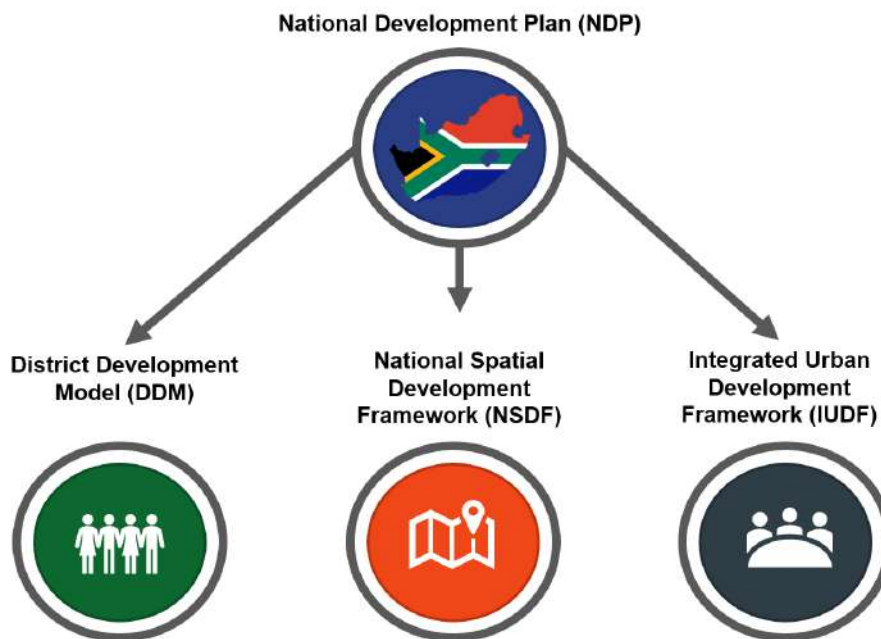 National Development Plan (NDP)
District Development
Model (DDM)
National Spatial
Development
Framework (NSDF)
Integrated Urban
Development
Framework (IUDF)